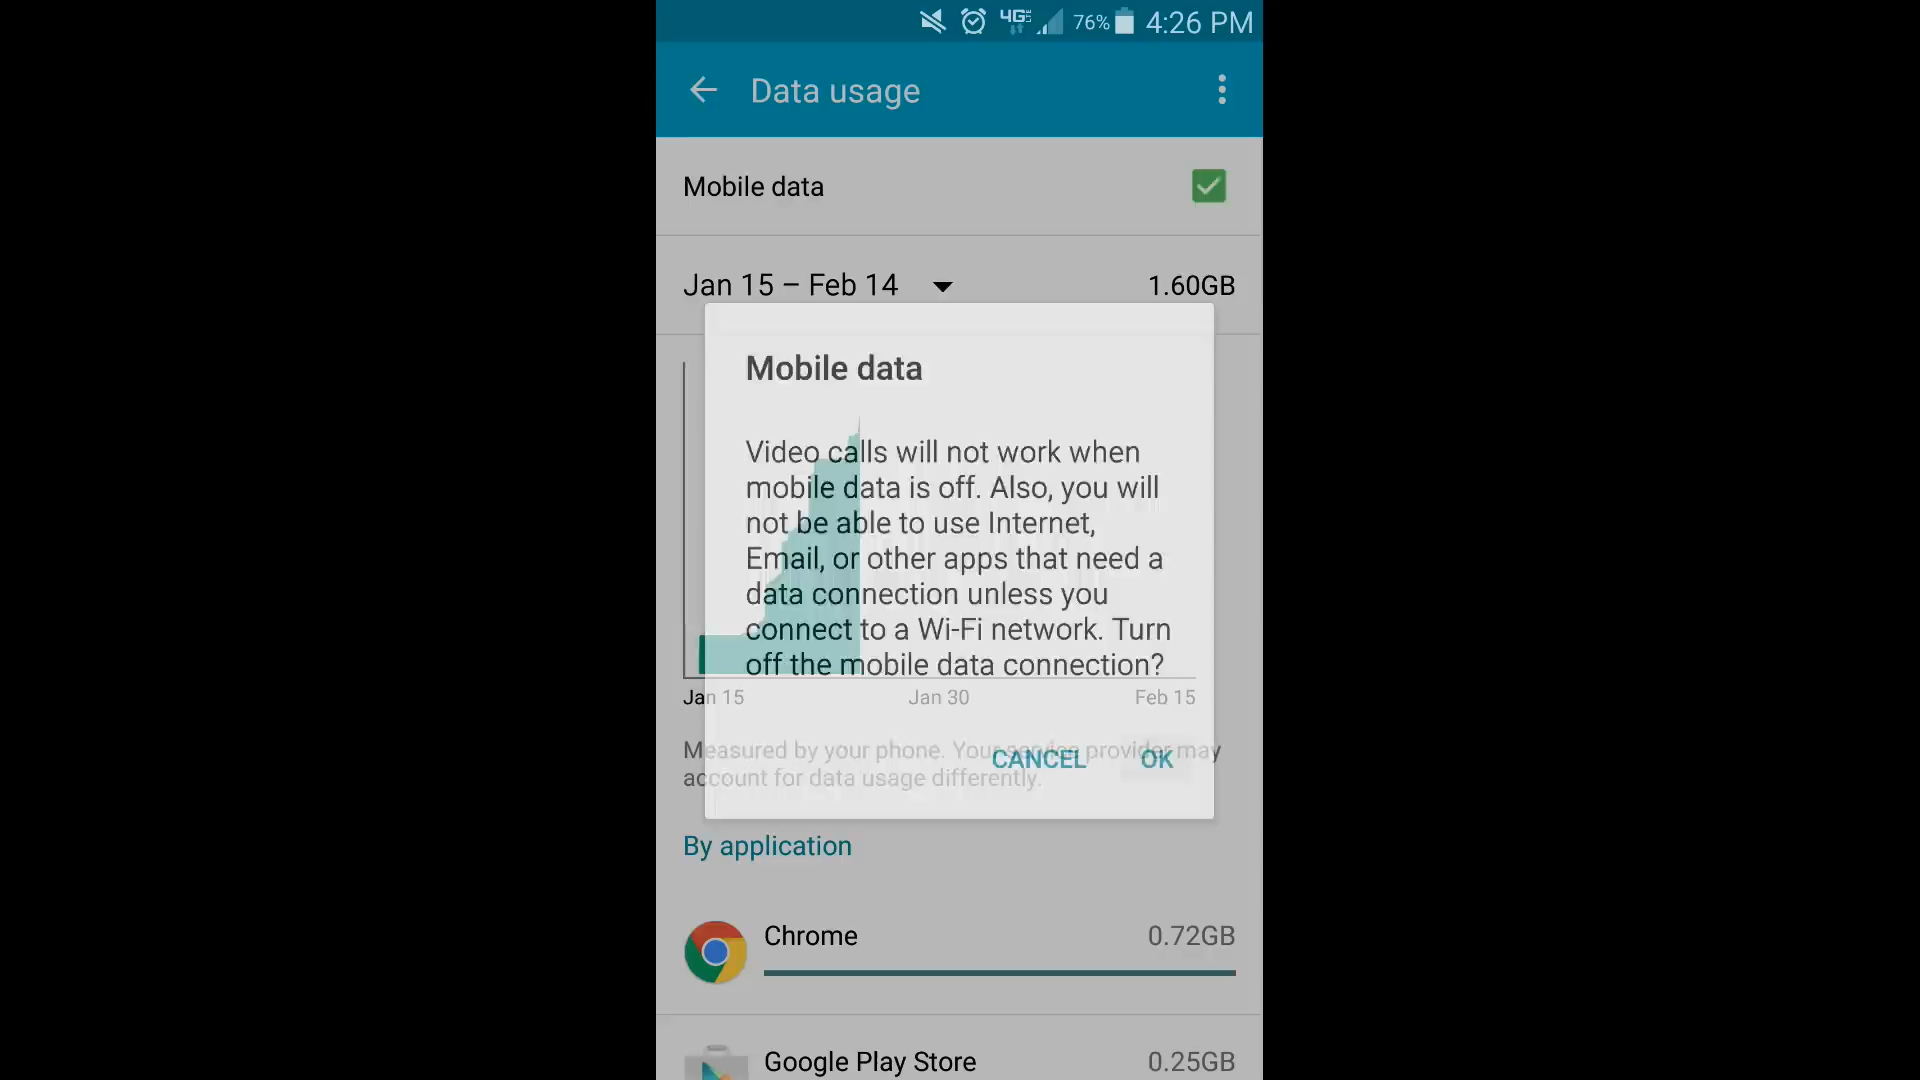 4G LTE 76% 4:26 PM
Data usage
Mobile data
Jan 15 – Feb 14 1.60GB
Mobile data
Video calls will not work when
mobile data is off. Also, you will
not be able to use Internet,
Email, or other apps that need a
data connection unless you
connect to a Wi-Fi network. Turn
off the mobile data connection?
Jan 15 Jan 30 Feb 15
Measured by your phone. Your service provider may
account for data usage differently.
CANCEL OK
By application
Chrome 0.72GB
Google Play Store 0.25GB